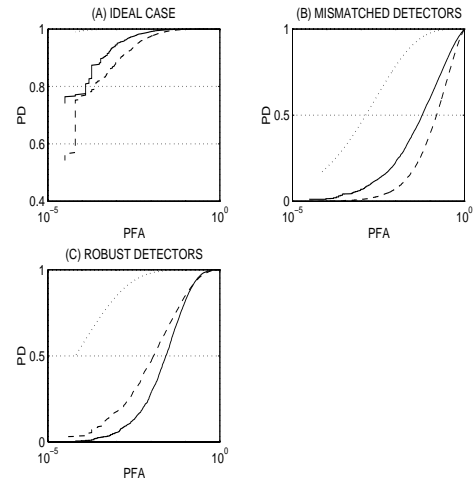 (A) IDEAL CASE
1
0.8
0.6
0.4
PD
10^-5
10^0
PFA
(B) MISMATCHED DETECTORS
1
0.5
0
PD
10^-5
10^0
PFA
(C) ROBUST DETECTORS
1
0.5
0
PD
10^-5
10^0
PFA